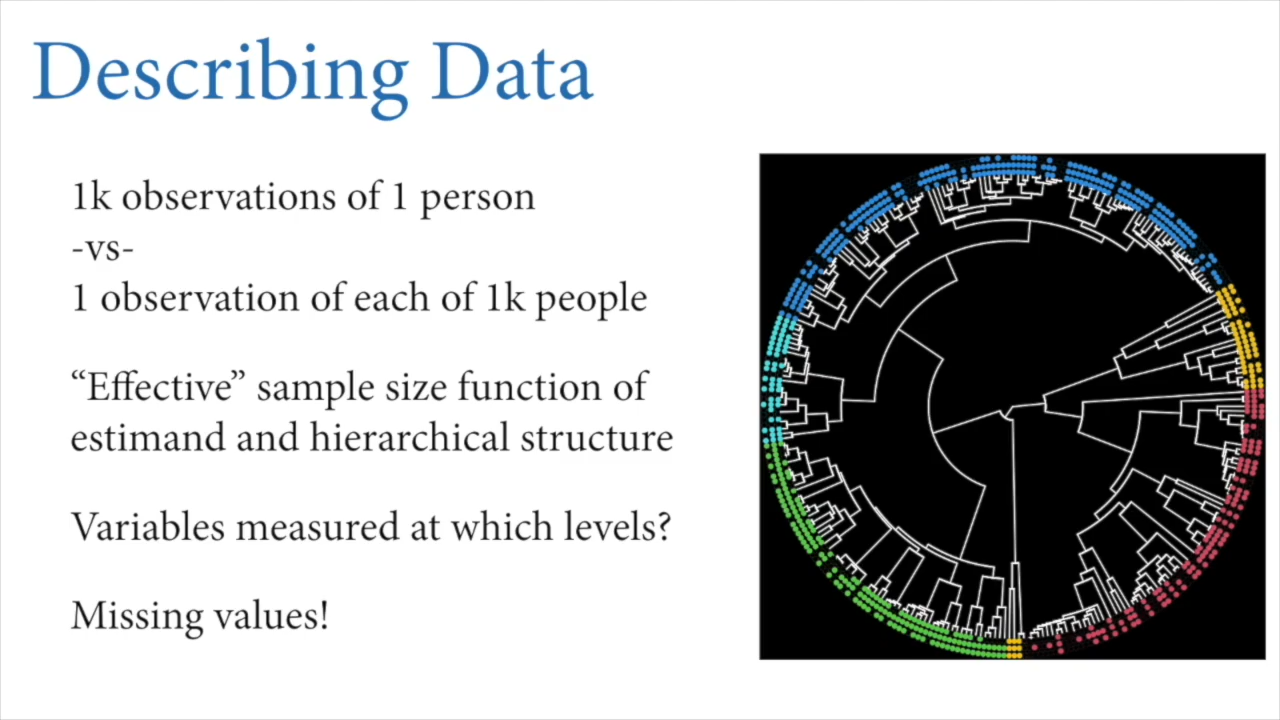 Describing Data
1k observations of 1 person
-vs-
1 observation of each of 1k people
“Effective” sample size function of
estimand and hierarchical structure
Variables measured at which levels?
Missing values!